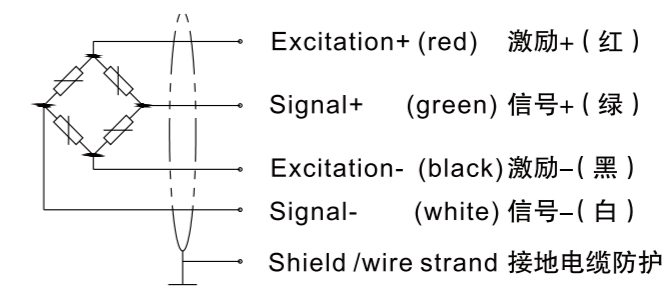 Excitation+ (red) 激励+(红)
Signal+ (green) 信号+(绿)
Excitation- (black) 激励–(黑)
Signal- (white) 信号–(白)
Shield /wire strand 接地电缆防护